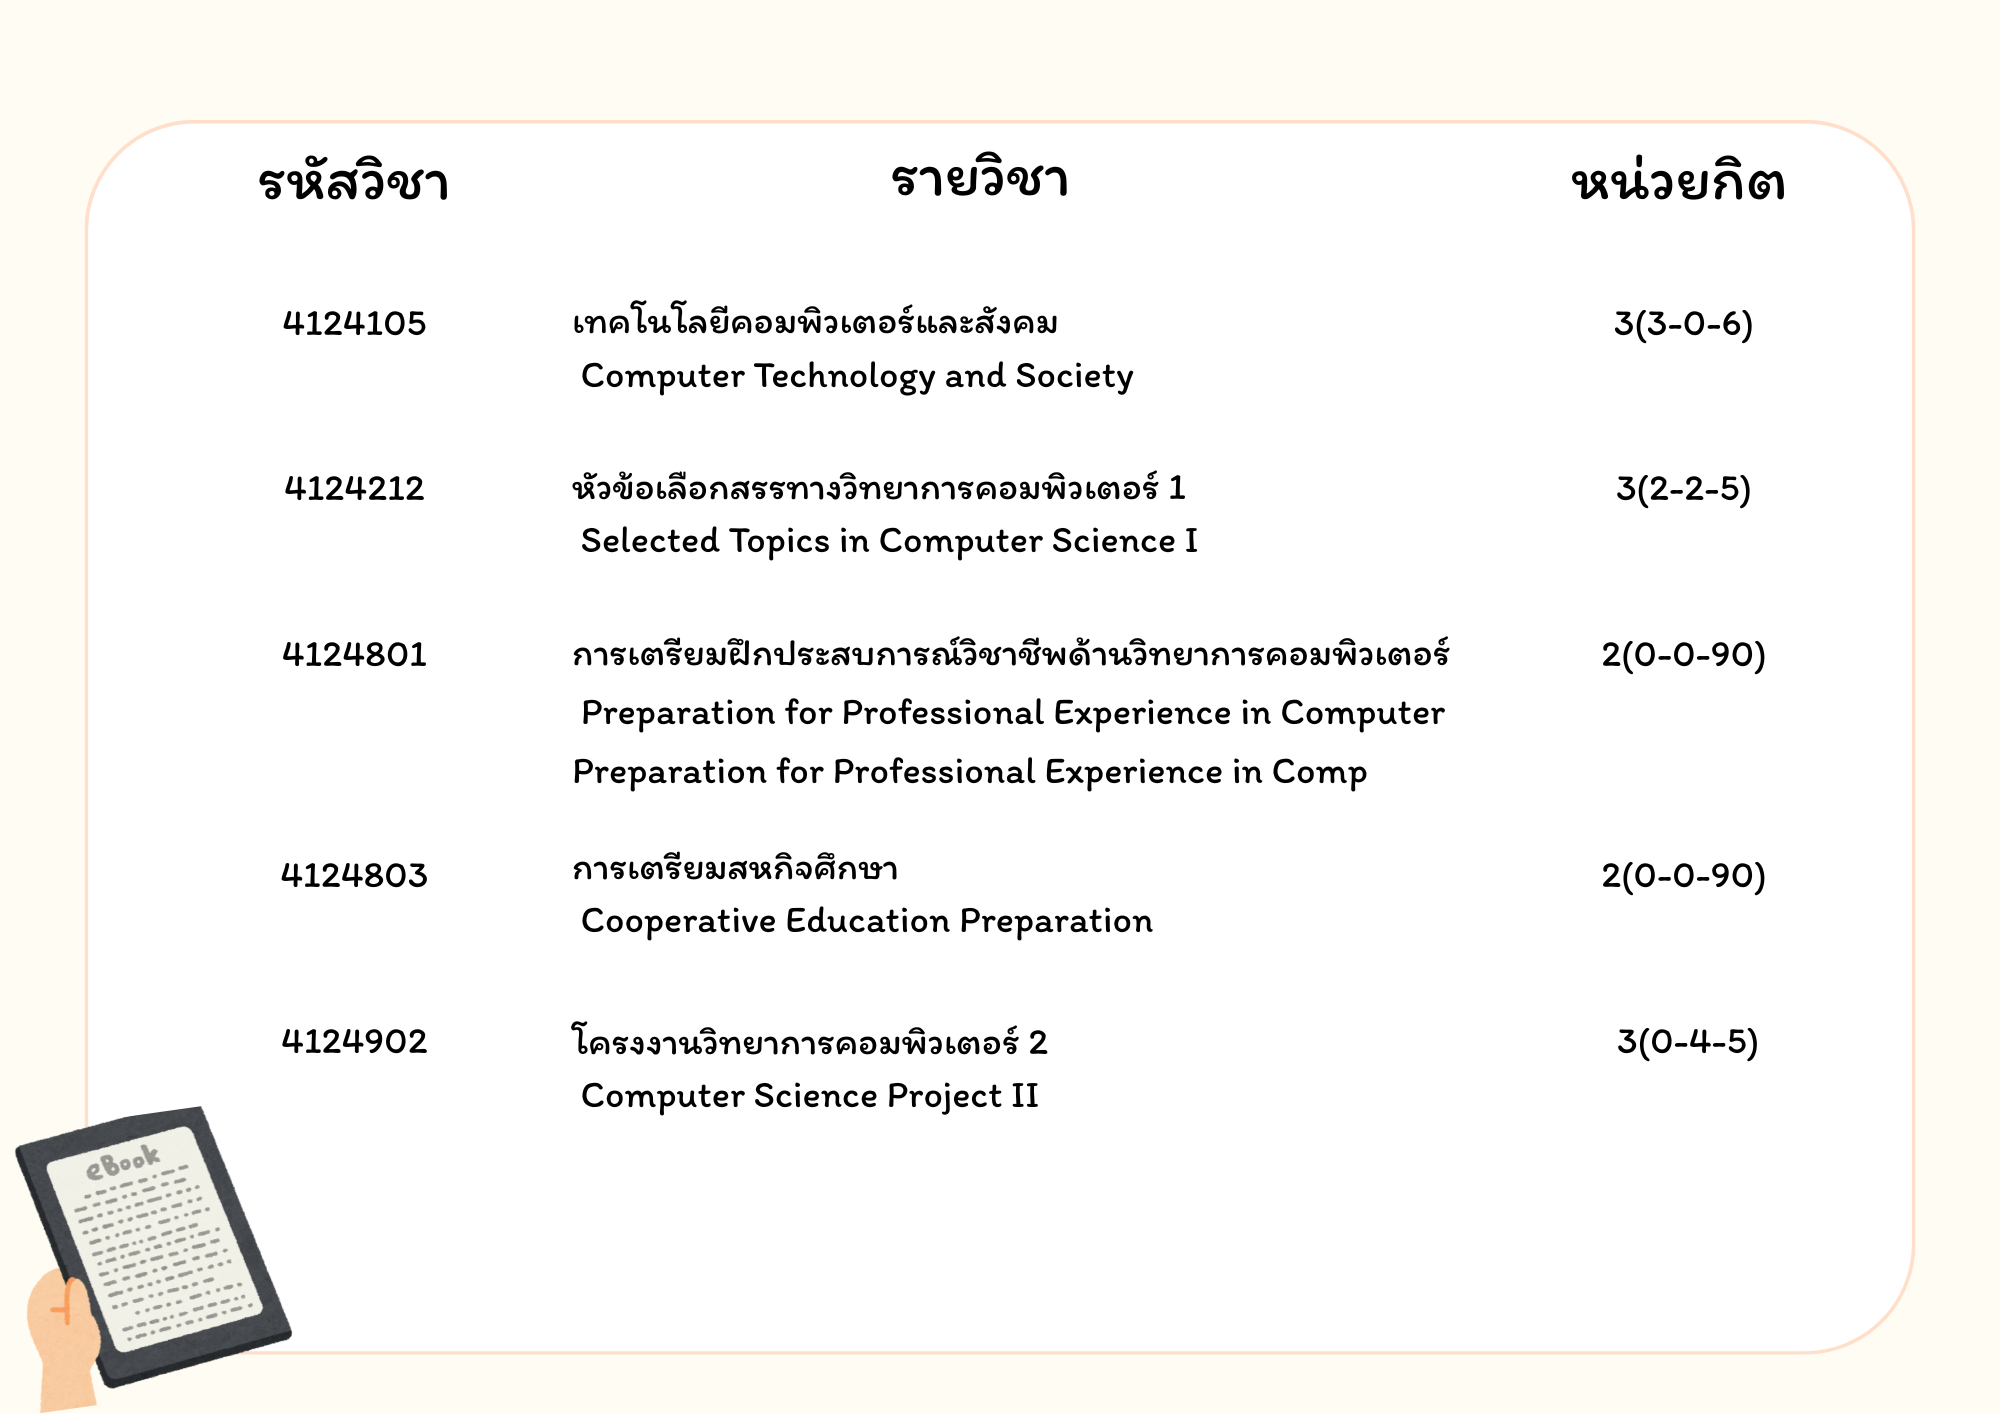 รหัสวิชา รายวิชา หน่วยกิต
4124105 เทคโนโลยีคอมพิวเตอร์และสังคม 3(3-0-6)
Computer Technology and Society
4124212 หัวข้อเลือกสรรทางวิทยาการคอมพิวเตอร์ 1 3(2-2-5)
Selected Topics in Computer Science I
4124801 การเตรียมฝึกประสบการณ์วิชาชีพด้านวิทยาการคอมพิวเตอร์ 2(0-0-90)
Preparation for Professional Experience in Computer
Preparation for Professional Experience in Comp
4124803 การเตรียมสหกิจศึกษา 2(0-0-90)
Cooperative Education Preparation
4124902 โครงงานวิทยาการคอมพิวเตอร์ 2 3(0-4-5)
Computer Science Project II
eBook